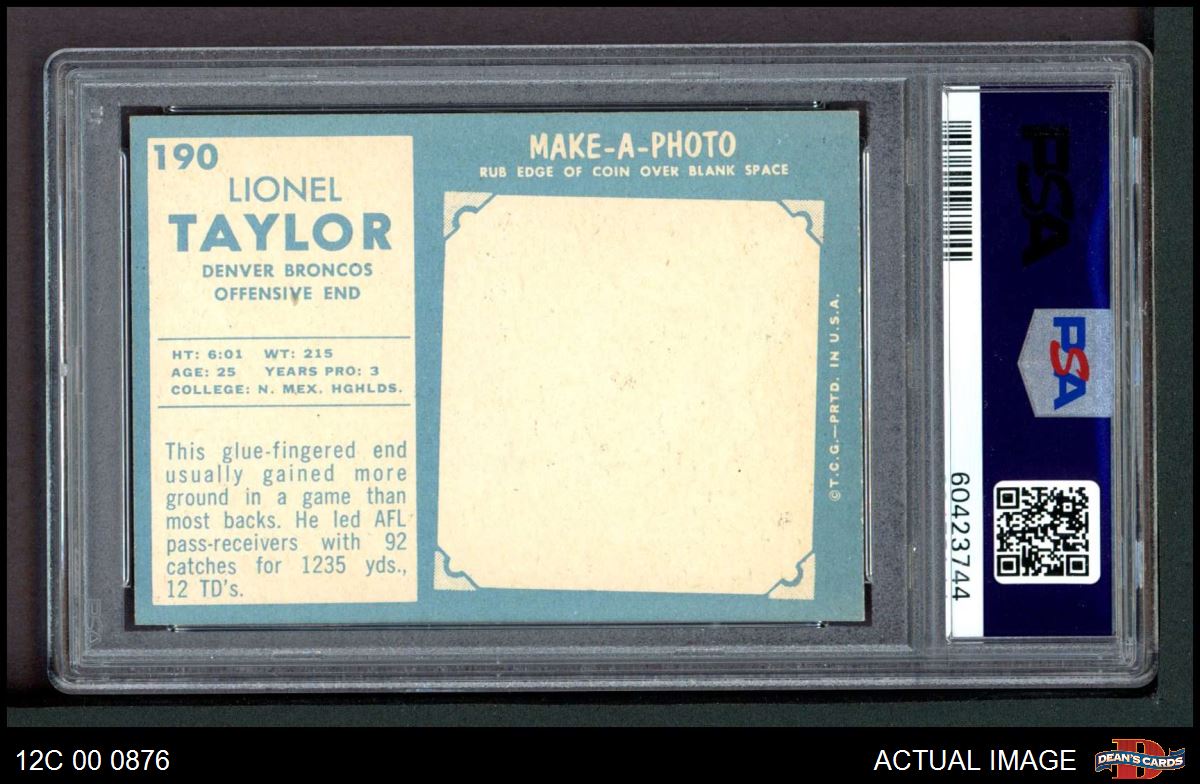 190
LIONEL
TAYLOR
DENVER BRONCOS
OFFENSIVE END
HT: 6:01 WT: 215
AGE: 25 YEARS PRO: 3
COLLEGE: N. MEX. HGHLDS.
This glue-fingered end
usually gained more
ground in a game than
most backs. He led AFL
pass-receivers with 92
catches for 1235 yds.,
12 TD's.
MAKE-A-PHOTO
RUB EDGE OF COIN OVER BLANK SPACE
©T.C.G.—PRTD. IN U.S.A.
PSA
PSA
60423744
PSA
12C 00 0876
ACTUAL IMAGE
DEAN'S CARDS